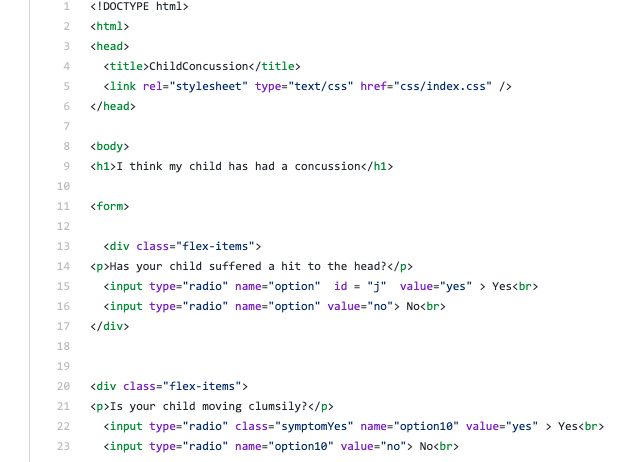 1 <!DOCTYPE html>
2 <html>
3 <head>
4 <title>ChildConcussion</title>
5 <link rel="stylesheet" type="text/css" href="css/index.css" />
6 </head>
7
8 <body>
9 <h1>I think my child has had a concussion</h1>
10
11 <form>
12
13 <div class="flex-items">
14 <p>Has your child suffered a hit to the head?</p>
15 <input type="radio" name="option"  id = "j"  value="yes" > Yes<br>
16 <input type="radio" name="option" value="no"> No<br>
17 </div>
18
19
20 <div class="flex-items">
21 <p>Is your child moving clumsily?</p>
22 <input type="radio" class="symptomYes" name="option10" value="yes" > Yes<br>
23 <input type="radio" name="option10" value="no"> No<br>